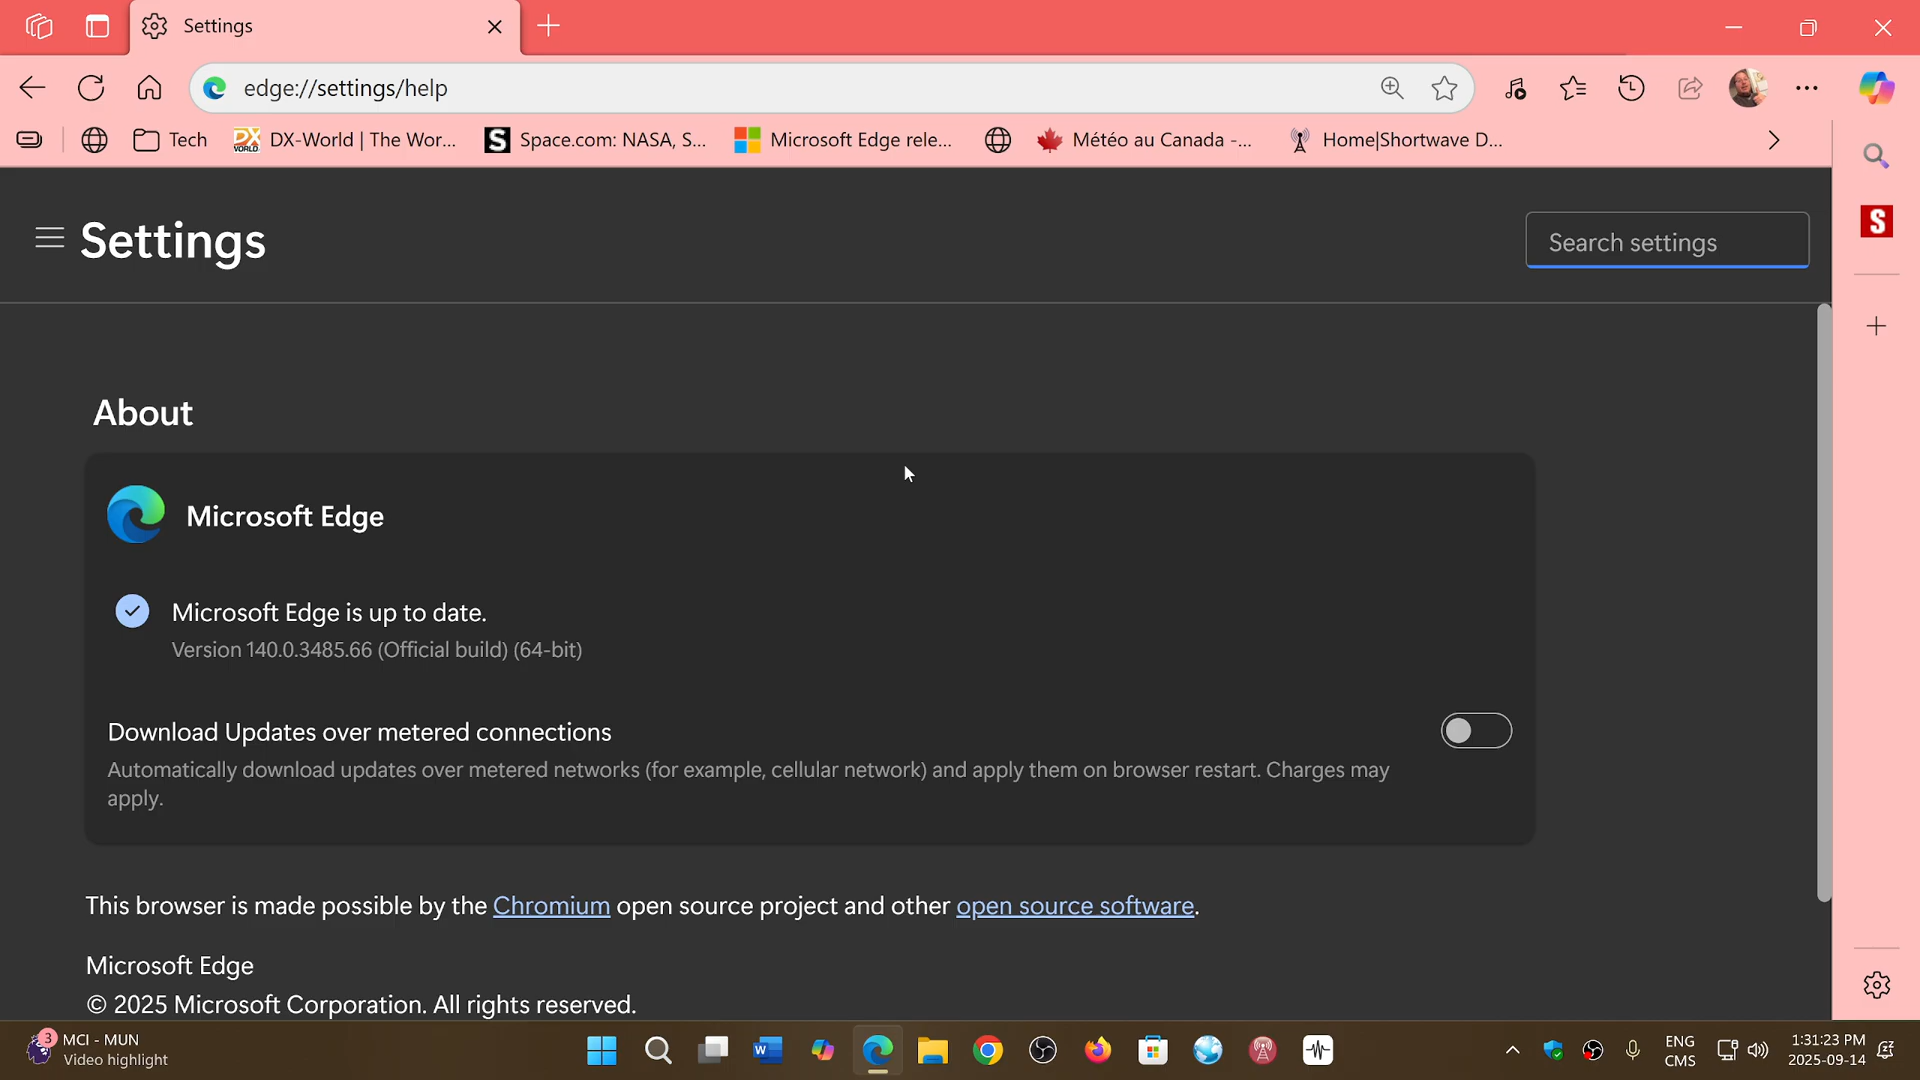 Settings
edge://settings/help
Tech
DX-World | The Wor...
Space.com: NASA, S...
Microsoft Edge rele...
Météo au Canada -...
Home|Shortwave D...
Settings
Search settings
About
Microsoft Edge
Microsoft Edge is up to date.
Version 140.0.3485.66 (Official build) (64-bit)
Download Updates over metered connections
Automatically download updates over metered networks (for example, cellular network) and apply them on browser restart. Charges may
apply.
This browser is made possible by the Chromium open source project and other open source software.
Microsoft Edge
© 2025 Microsoft Corporation. All rights reserved.
3
MCI - MUN
Video highlight
ENG
CMS
1:31:23 PM
2025-09-14